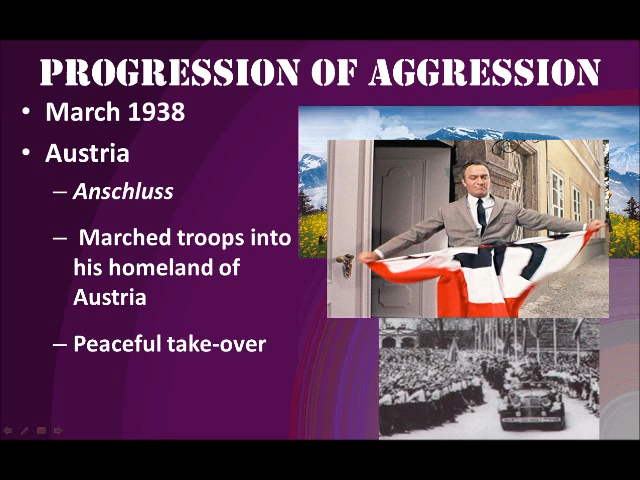 PROGRESSION OF AGGRESSION
• March 1938
• Austria
– Anschluss
– Marched troops into
his homeland of
Austria
– Peaceful take-over